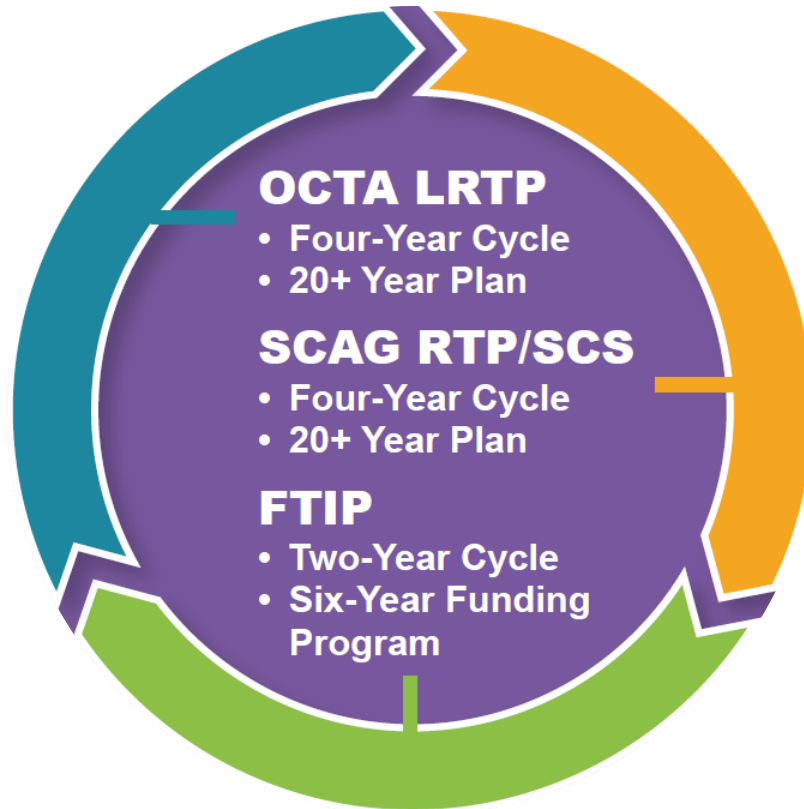 OCTA LRTP
• Four-Year Cycle
• 20+ Year Plan
SCAG RTP/SCS
• Four-Year Cycle
• 20+ Year Plan
FTIP
• Two-Year Cycle
• Six-Year Funding
Program